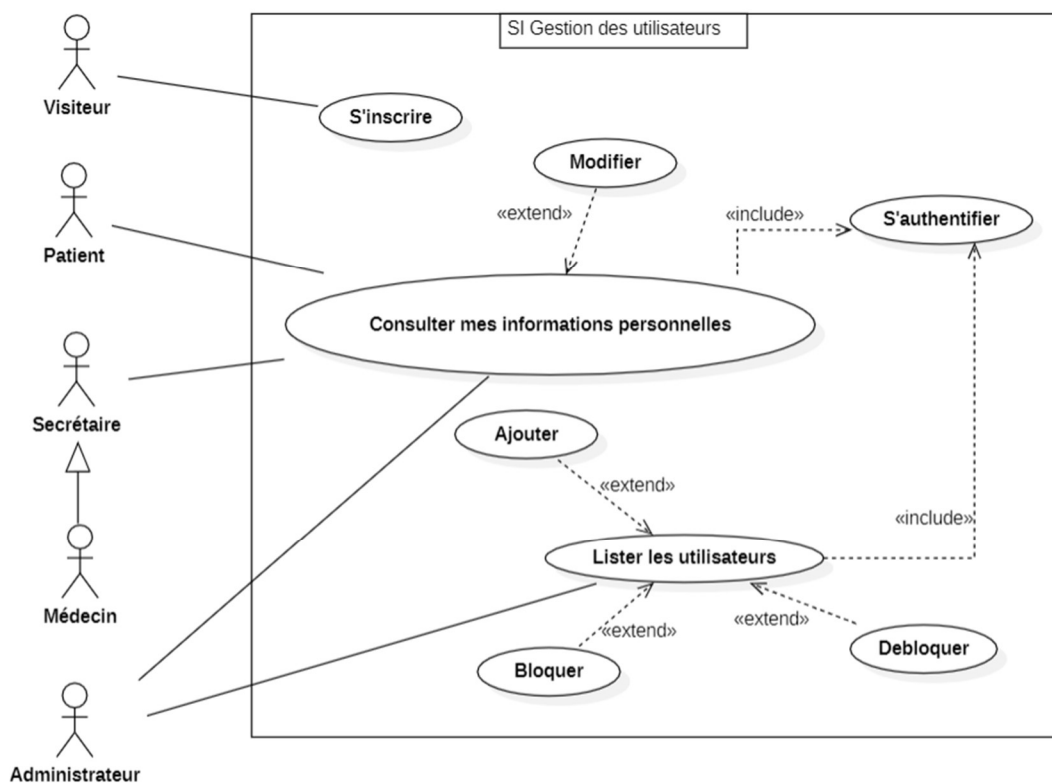 SI Gestion des utilisateurs
Visiteur
S'inscrire
Modifier
«extend»
«include»
S'authentifier
Patient
Consulter mes informations personnelles
Secrétaire
Ajouter
«extend»
«include»
Lister les utilisateurs
Médecin
«extend»
«extend»
Bloquer
Debloquer
Administrateur